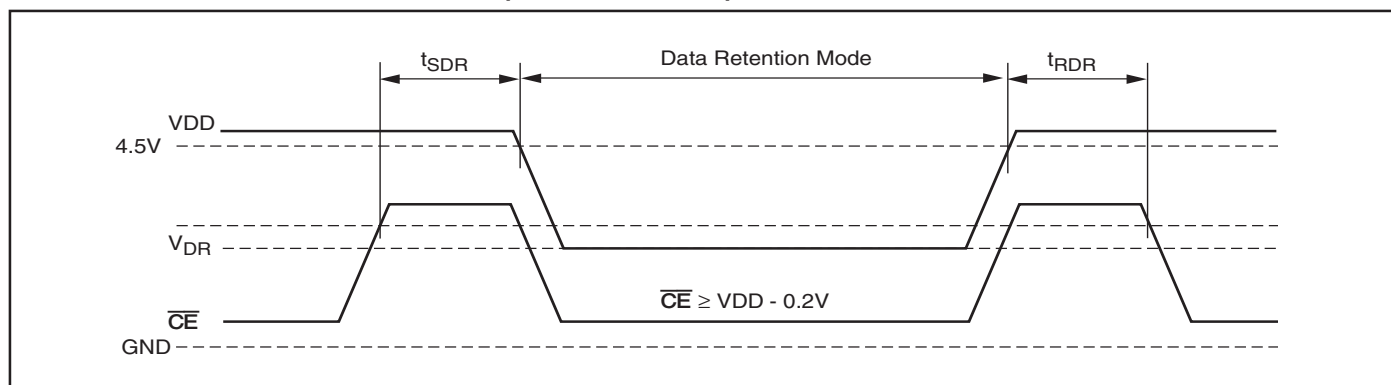 tSDR Data Retention Mode tRDR
VDD
4.5V
VDR
CE ≥ VDD - 0.2V
CE
GND